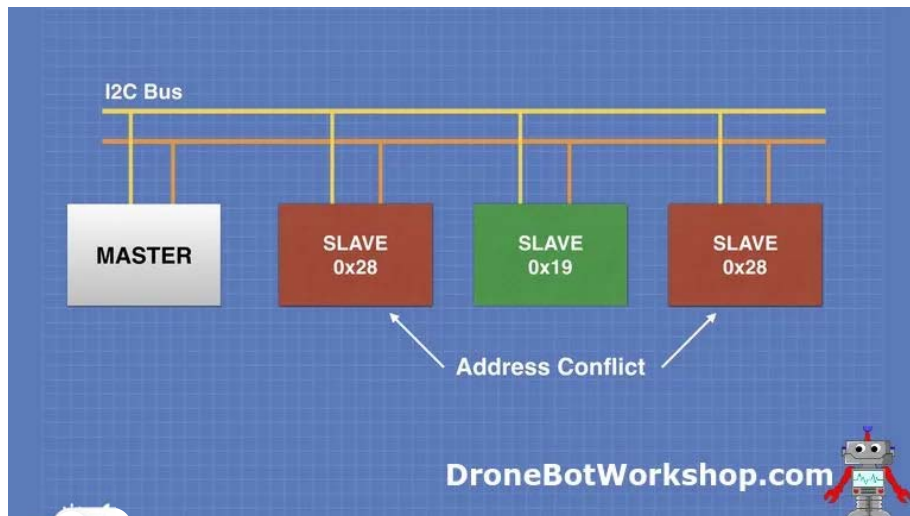 I2C Bus
MASTER
SLAVE
0x28
SLAVE
0x19
SLAVE
0x28
Address Conflict
DroneBotWorkshop.com